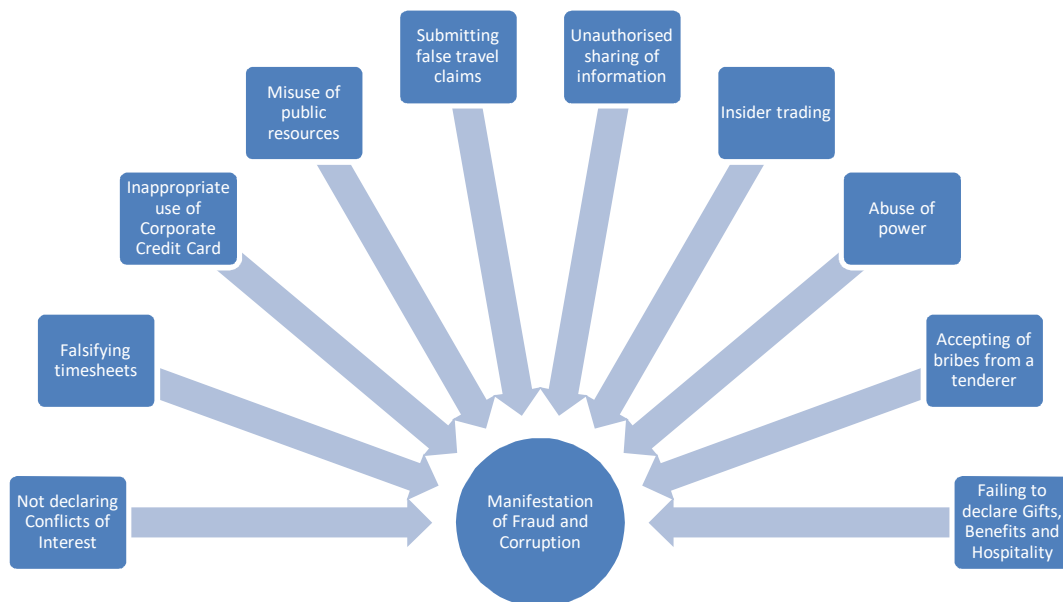 Submitting
false travel
claims
Unauthorised
sharing of
information
Misuse of
public
resources
Insider trading
Inappropriate
use of
Corporate
Credit Card
Abuse of
power
Falsifying
timesheets
Accepting of
bribes from a
tenderer
Not declaring
Conflicts of
Interest
Manifestation
of Fraud and
Corruption
Failing to
declare Gifts,
Benefits and
Hospitality